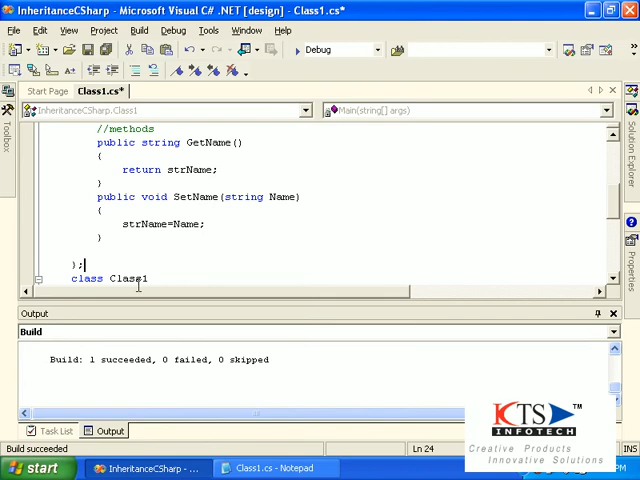 InheritanceCSharp - Microsoft Visual C# .NET [design] - Class1.cs*
File Edit View Project Build Debug Tools Window Help
Debug
Start Page Class1.cs*
InheritanceCSharp.Class1 Main(string[] args)
Toolbox
Solution Explorer
Properties
//methods
public string GetName()
{
return strName;
}
public void SetName(string Name)
{
strName=Name;
}
};
class Class1
Output
Build
Build: 1 succeeded, 0 failed, 0 skipped
Task List Output
Build succeeded Ln 24 INS
KTS TM
INFOTECH
Creative Products
Innovative Solutions
start InheritanceCSharp - ... Class1.cs - Notepad